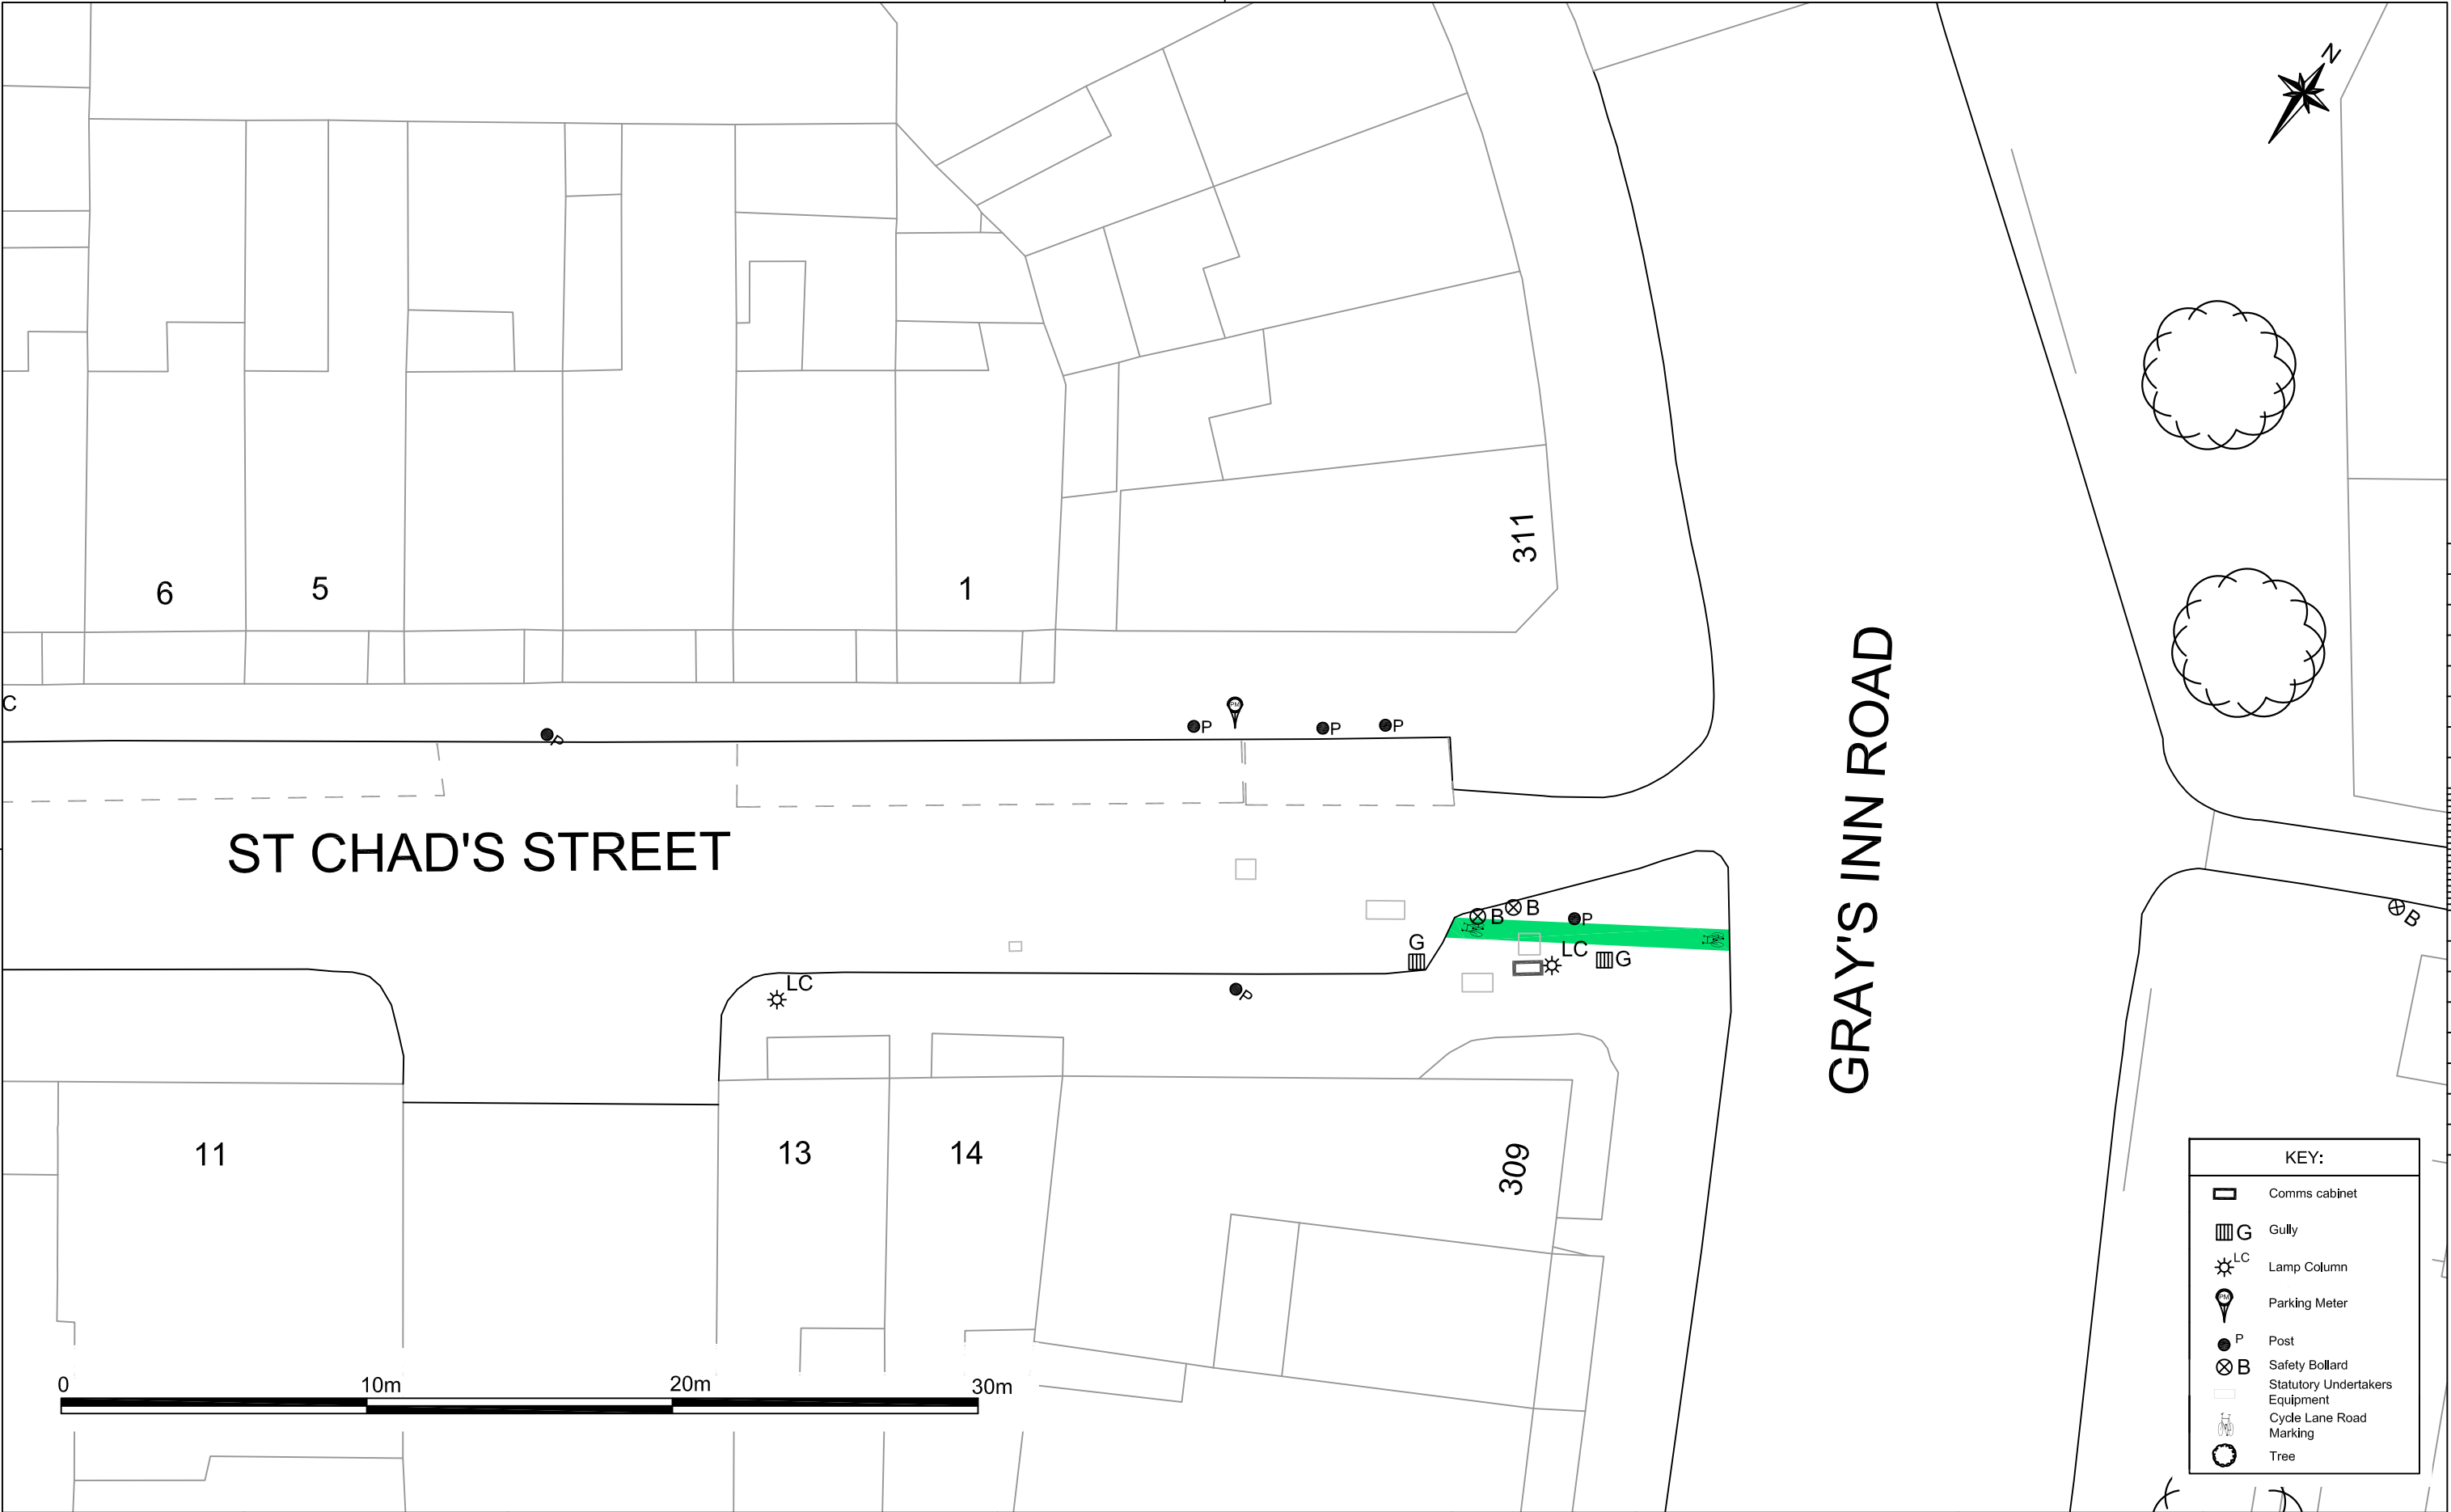 N
311
6
5
1
C
PM
P
P
P
P
GRAY'S INN ROAD
ST CHAD'S STREET
B
B
P
B
G
LC
G
LC
P
11
13
14
309
KEY:
Comms cabinet
G Gully
LC Lamp Column
PM Parking Meter
P Post
B Safety Bollard
Statutory Undertakers
Equipment
Cycle Lane Road
Marking
Tree
0 10m 20m 30m